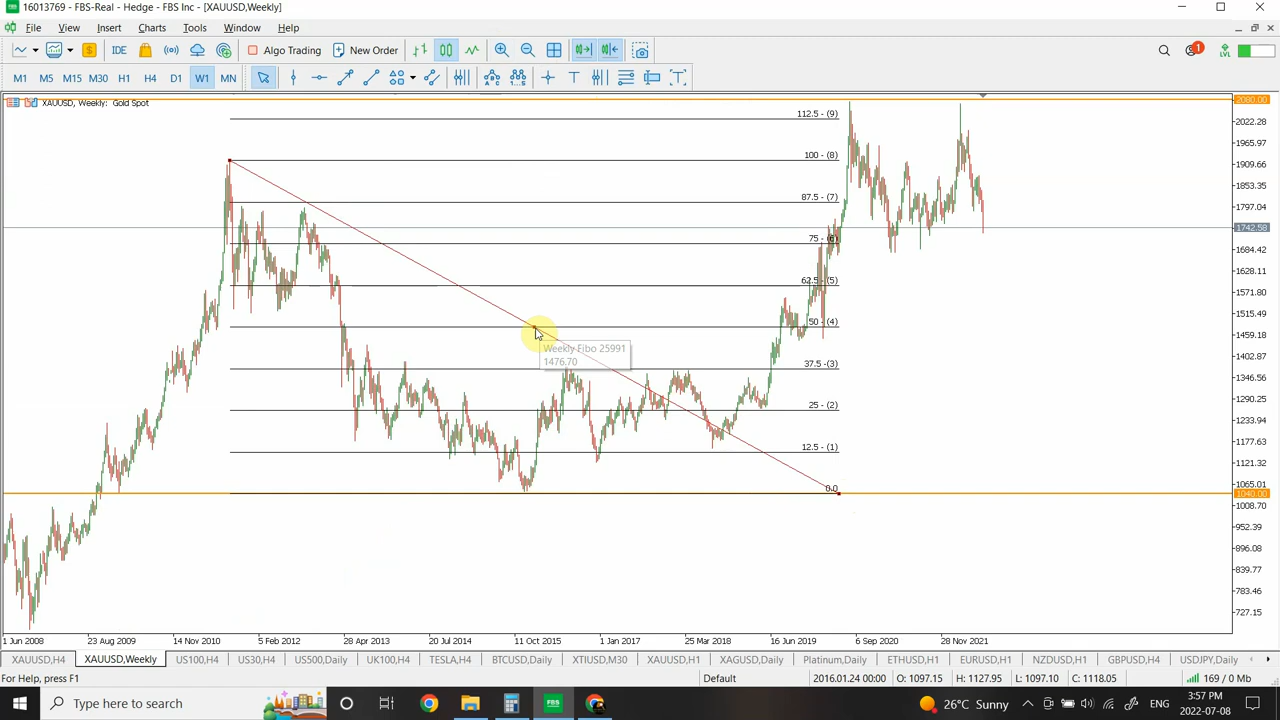 16013769 - FBS-Real - Hedge - FBS Inc - [XAUUSD,Weekly]
File View Insert Charts Tools Window Help
IDE Algo Trading New Order 1 LVL
M1 M5 M15 M30 H1 H4 D1 W1 MN
XAUUSD, Weekly: Gold Spot
2080.00
112.5 - (9)
2022.28
1965.97
100 - (8)
1909.66
1853.35
87.5 - (7)
1797.04
1742.58
75 - (6)
1684.42
1628.11
62.5 - (5)
1571.80
1515.49
50 - (4)
1459.18
Weekly Fibo 25991
1476.70
1402.87
37.5 -(3)
1346.56
1290.25
25 - (2)
1233.94
12.5 - (1)
1177.63
1121.32
1065.01
0.0
1040.00
1008.70
952.39
896.08
839.77
783.46
727.15
1 Jun 2008 23 Aug 2009 14 Nov 2010 5 Feb 2012 28 Apr 2013 20 Jul 2014 11 Oct 2015 1 Jan 2017 25 Mar 2018 16 Jun 2019 6 Sep 2020 28 Nov 2021
XAUUSD,H4 XAUUSD,Weekly US100,H4 US30,H4 US500,Daily UK100,H4 TESLA,H4 BTCUSD,Daily XTIUSD,M30 XAUUSD,H1 XAGUSD,Daily Platinum,Daily ETHUSD,H1 EURUSD,H1 NZDUSD,H1 GBPUSD,H4 USDJPY,Daily
For Help, press F1 Default 2016.01.24 00:00 O: 1097.15 H: 1127.95 L: 1097.10 C: 1118.05 169 / 0 Mb
Type here to search FBS 26°C Sunny 3:57 PM
2022-07-08